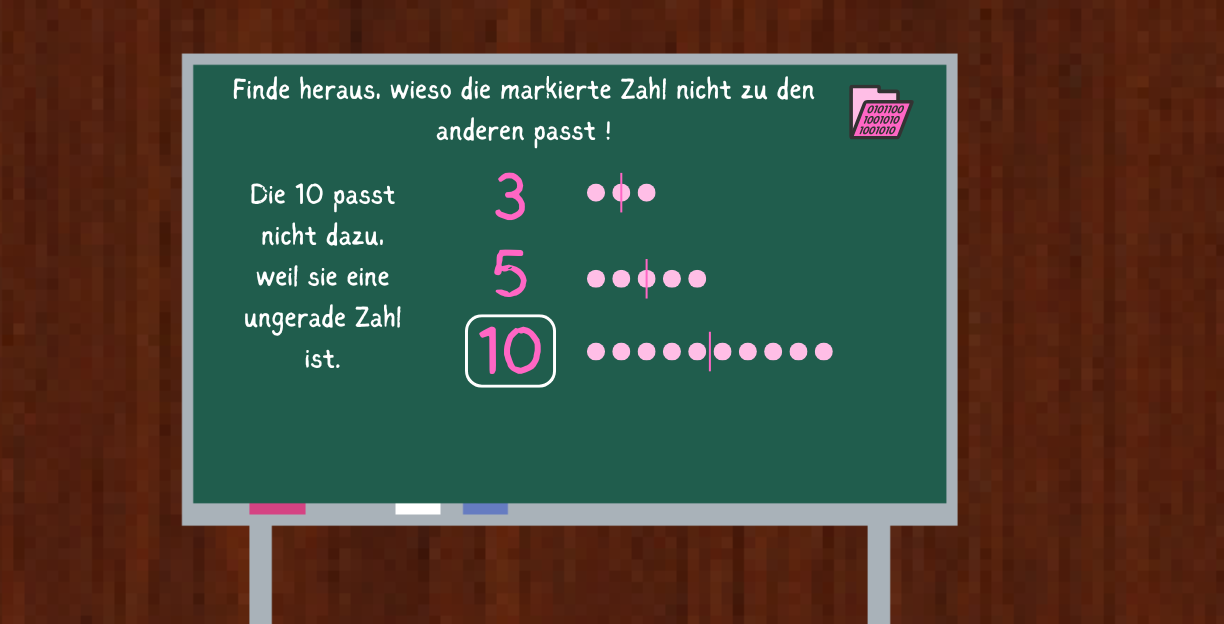 Finde heraus, wieso die markierte Zahl nicht zu den
anderen passt !
0101100
1001010
1001010
Die 10 passt
nicht dazu,
weil sie eine
ungerade Zahl
ist.
3
5
10